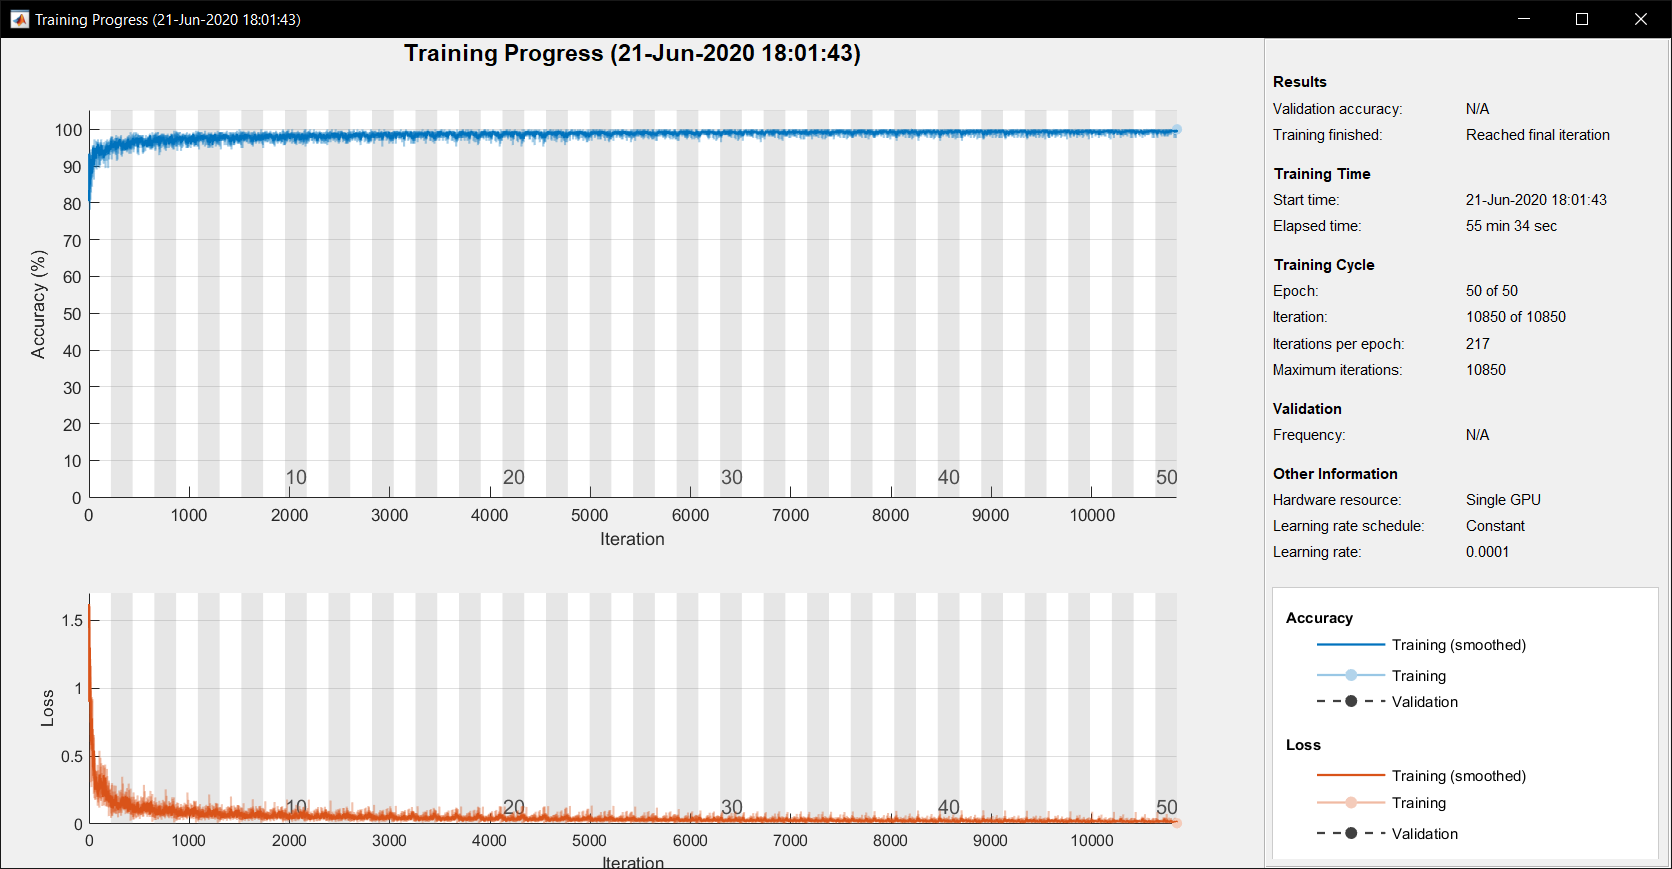 Training Progress (21-Jun-2020 18:01:43)
Training Progress (21-Jun-2020 18:01:43)
100
90
80
70
60
50
40
30
20
10
0
Accuracy (%)
10 20 30 40 50
0 1000 2000 3000 4000 5000 6000 7000 8000 9000 10000
Iteration
1.5
1
0.5
0
Loss
10 20 30 40 50
0 1000 2000 3000 4000 5000 6000 7000 8000 9000 10000
Iteration
Results
Validation accuracy: N/A
Training finished: Reached final iteration
Training Time
Start time: 21-Jun-2020 18:01:43
Elapsed time: 55 min 34 sec
Training Cycle
Epoch: 50 of 50
Iteration: 10850 of 10850
Iterations per epoch: 217
Maximum iterations: 10850
Validation
Frequency: N/A
Other Information
Hardware resource: Single GPU
Learning rate schedule: Constant
Learning rate: 0.0001
Accuracy
Training (smoothed)
Training
Validation
Loss
Training (smoothed)
Training
Validation